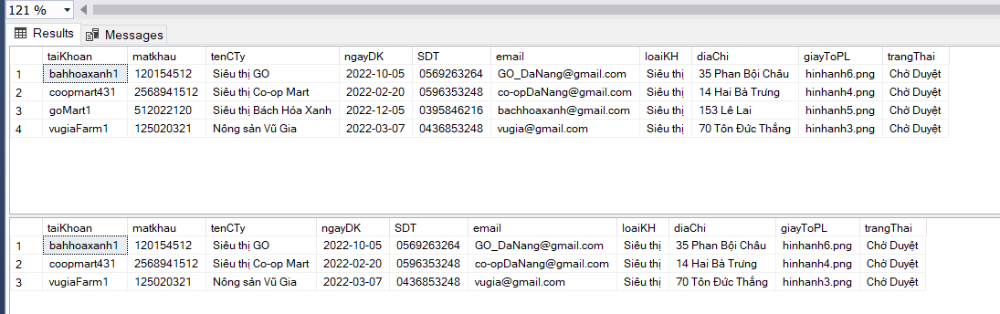 121 %
Results Messages
taiKhoan matkhau tenCTy ngayDK SDT email loaiKH diaChi giayToPL trangThai
1 bahhoaxanh1 120154512 Siêu thị GO 2022-10-05 0569263264 GO_DaNang@gmail.com Siêu thị 35 Phan Bội Châu hinhanh6.png Chờ Duyệt
2 coopmart431 2568941512 Siêu thị Co-op Mart 2022-02-20 0596353248 co-opDaNang@gmail.com Siêu thị 14 Hai Bà Trưng hinhanh4.png Chờ Duyệt
3 goMart1 512022120 Siêu thị Bách Hóa Xanh 2022-12-05 0395846216 bachhoaxanh@gmail.com Siêu thị 153 Lê Lai hinhanh5.png Chờ Duyệt
4 vugiaFarm1 125020321 Nông sản Vũ Gia 2022-03-07 0436853248 vugia@gmail.com Siêu thị 70 Tôn Đức Thắng hinhanh3.png Chờ Duyệt
taiKhoan matkhau tenCTy ngayDK SDT email loaiKH diaChi giayToPL trangThai
1 bahhoaxanh1 120154512 Siêu thị GO 2022-10-05 0569263264 GO_DaNang@gmail.com Siêu thị 35 Phan Bội Châu hinhanh6.png Chờ Duyệt
2 coopmart431 2568941512 Siêu thị Co-op Mart 2022-02-20 0596353248 co-opDaNang@gmail.com Siêu thị 14 Hai Bà Trưng hinhanh4.png Chờ Duyệt
3 vugiaFarm1 125020321 Nông sản Vũ Gia 2022-03-07 0436853248 vugia@gmail.com Siêu thị 70 Tôn Đức Thắng hinhanh3.png Chờ Duyệt